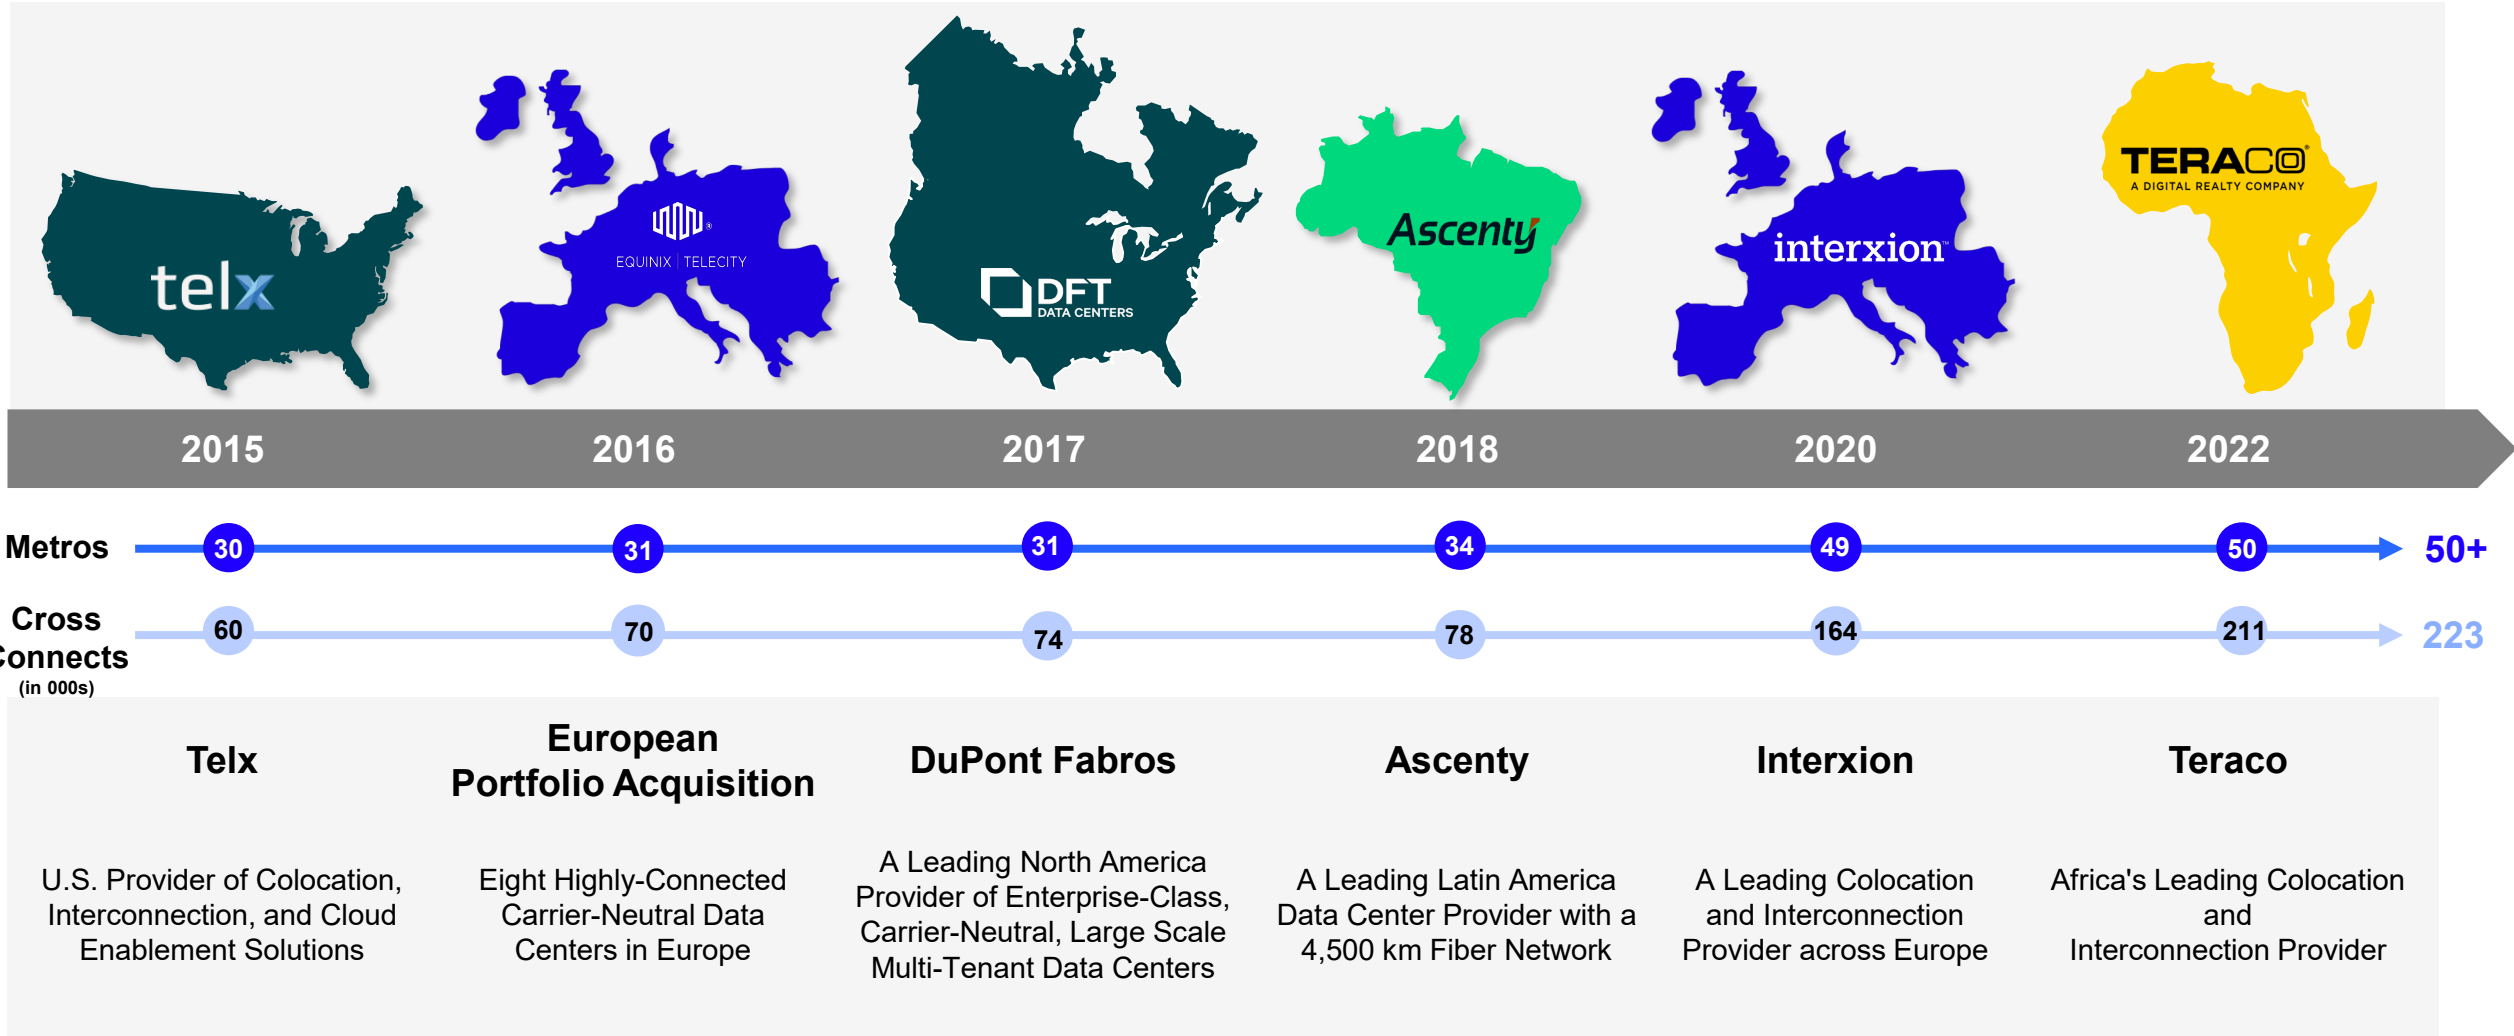 telx
EQUINIX | TELECITY
DFT
DATA CENTERS
Ascenty
interxion™
TERACO®
A DIGITAL REALTY COMPANY
2015 2016 2017 2018 2020 2022
Metros 30 31 31 34 49 50 50+
Cross
Connects
(in 000s)
60 70 74 78 164 211 223
Telx
U.S. Provider of Colocation,
Interconnection, and Cloud
Enablement Solutions
European
Portfolio Acquisition
Eight Highly-Connected
Carrier-Neutral Data
Centers in Europe
DuPont Fabros
A Leading North America
Provider of Enterprise-Class,
Carrier-Neutral, Large Scale
Multi-Tenant Data Centers
Ascenty
A Leading Latin America
Data Center Provider with a
4,500 km Fiber Network
Interxion
A Leading Colocation
and Interconnection
Provider across Europe
Teraco
Africa's Leading Colocation
and
Interconnection Provider